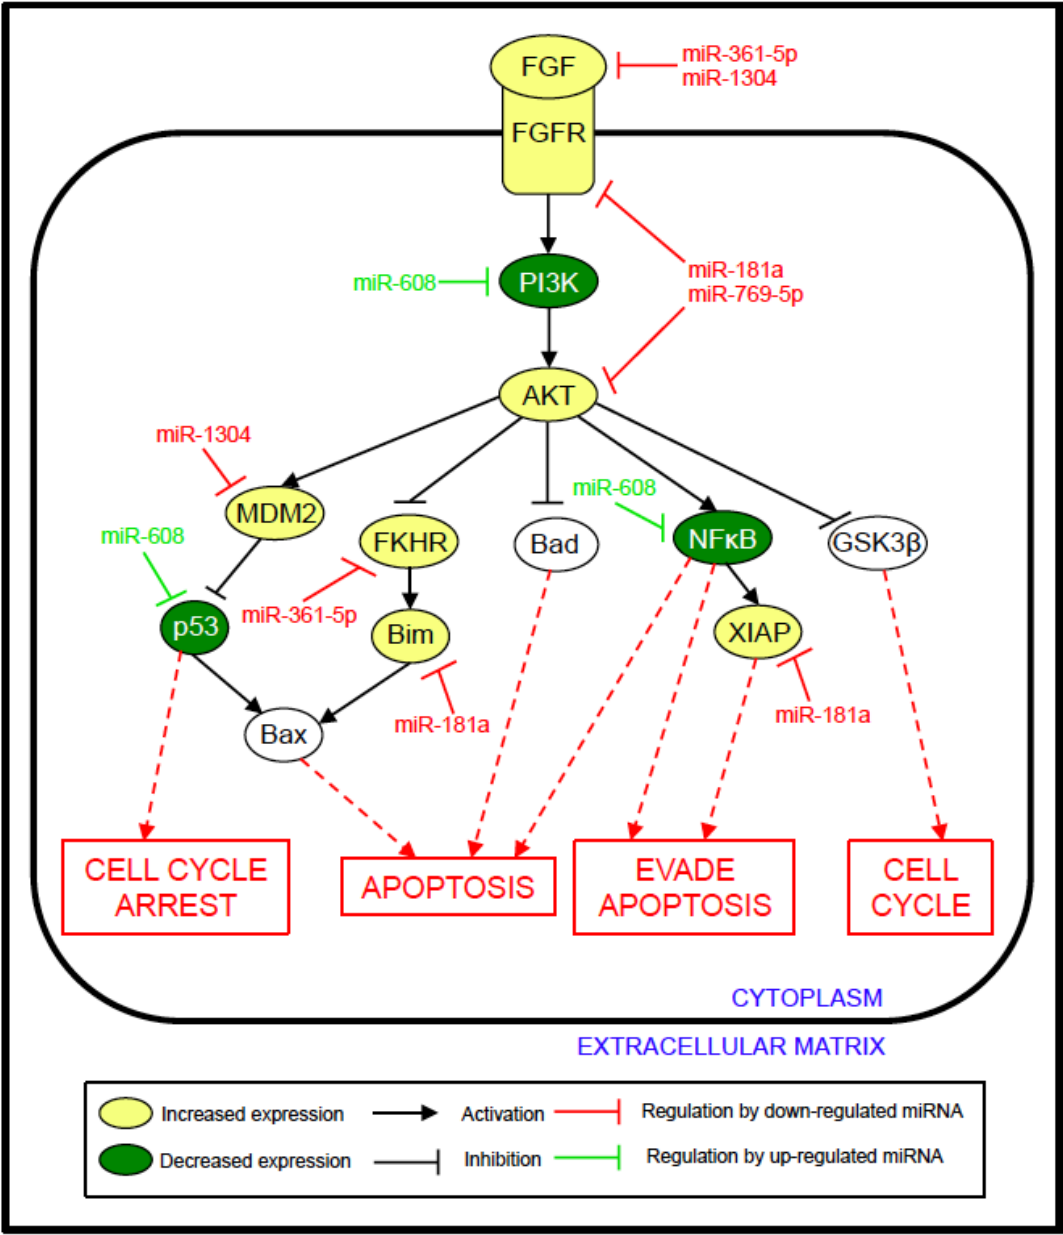 FGF
miR-361-5p
miR-1304
FGFR
miR-608
PI3K
miR-181a
miR-769-5p
AKT
miR-1304
MDM2
miR-608
miR-608
FKHR
Bad
NFκB
GSK3β
miR-361-5p
p53
Bim
XIAP
miR-181a
miR-181a
Bax
CELL CYCLE
ARREST
APOPTOSIS
EVADE
APOPTOSIS
CELL
CYCLE
CYTOPLASM
EXTRACELLULAR MATRIX
Increased expression
Activation
Regulation by down-regulated miRNA
Decreased expression
Inhibition
Regulation by up-regulated miRNA